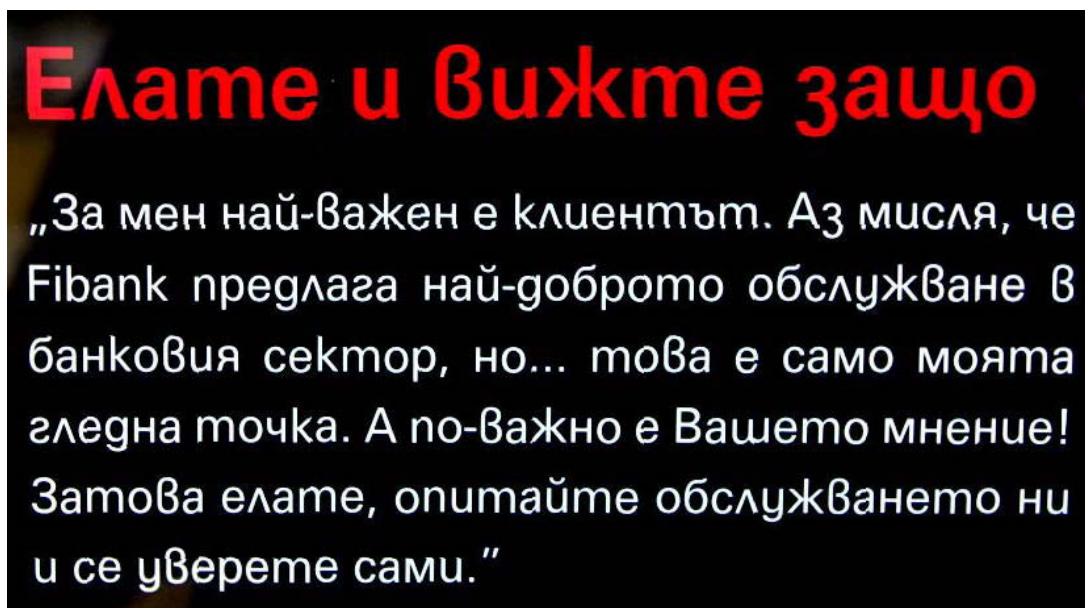 Елате и вижте защо
„За мен най-важен е клиентът. Аз мисля, че
Fibank предлага най-доброто обслужване в
банковия сектор, но... това е само моята
гледна точка. А по-важно е Вашето мнение!
Затова елате, опитайте обслужването ни
и се уверете сами.”